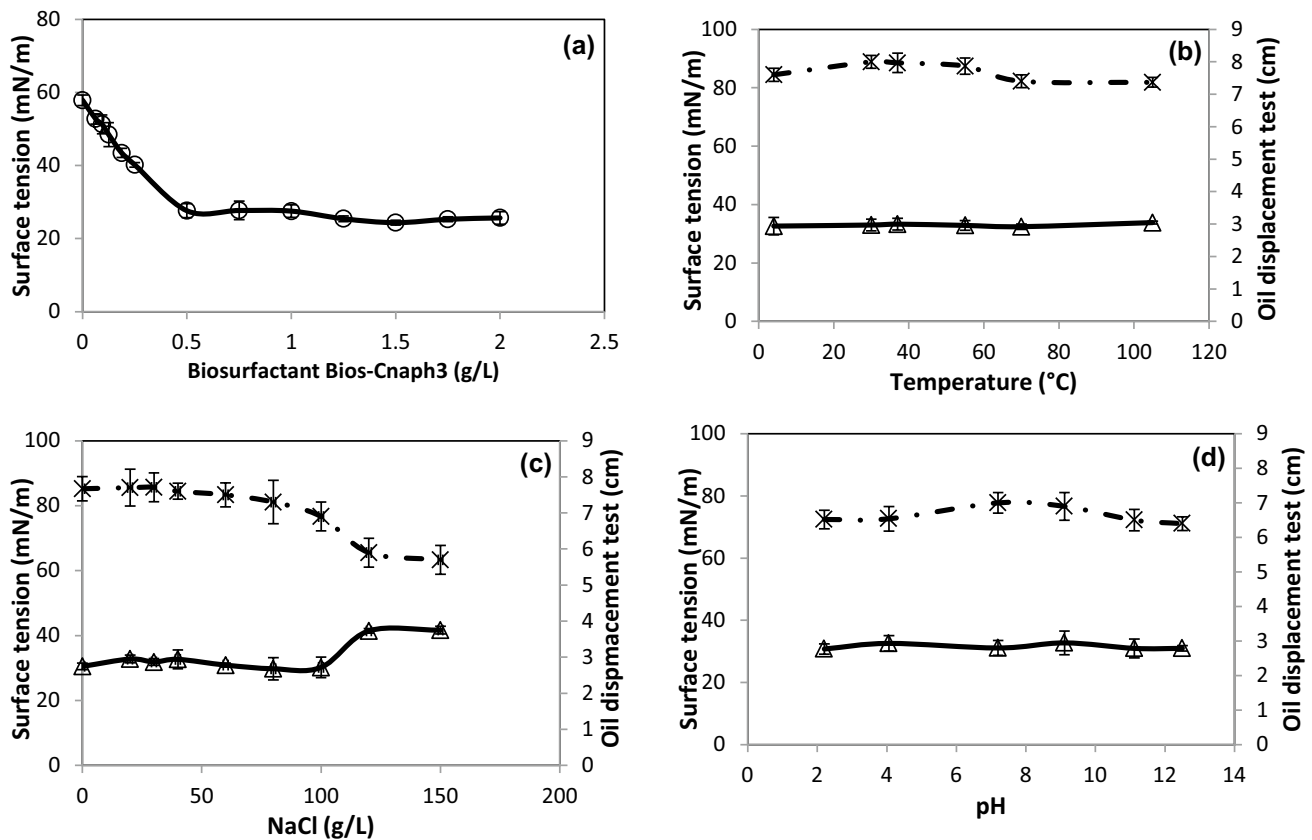 (a)
Surface tension (mN/m)
80
60
40
20
0
0 0.5 1 1.5 2 2.5
Biosurfactant Bios-Cnaph3 (g/L)
(b)
Surface tension (mN/m)
100
80
60
40
20
0
9
8
7
6
5
4
3
2
1
0
Oil displacement test (cm)
0 20 40 60 80 100 120
Temperature (°C)
(c)
Surface tension (mN/m)
100
80
60
40
20
0
9
8
7
6
5
4
3
2
1
0
Oil dispmacement test (cm)
0 50 100 150 200
NaCl (g/L)
(d)
Surface tension (mN/m)
100
80
60
40
20
0
9
8
7
6
5
4
3
2
1
0
Oil displacement test (cm)
0 2 4 6 8 10 12 14
pH